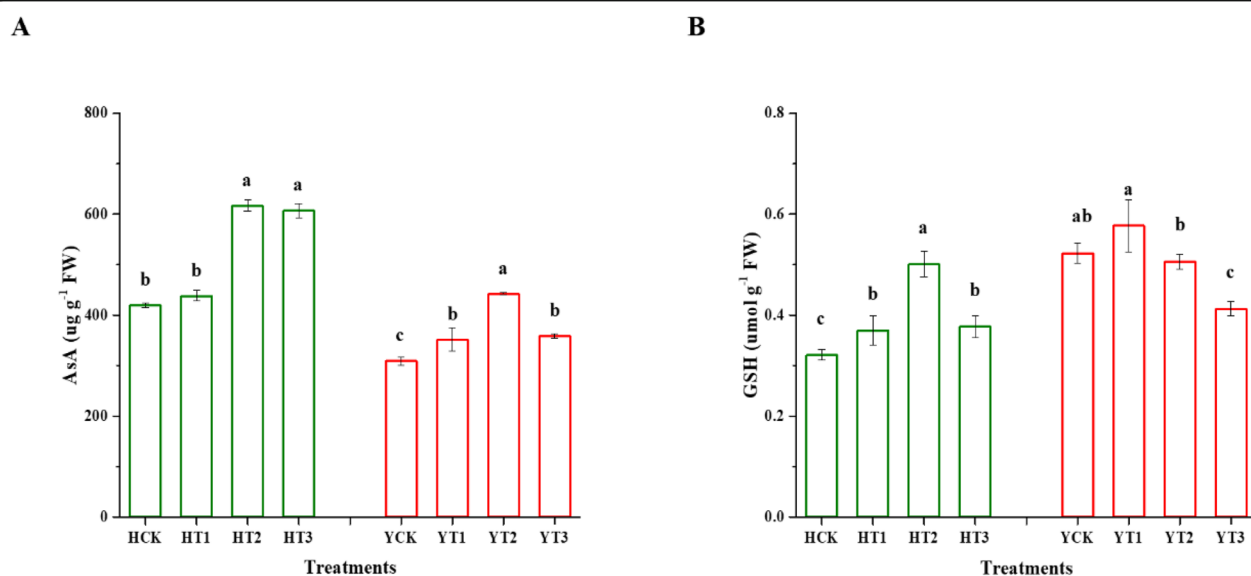 A
B
800
600
400
200
0
AsA (ug g⁻¹ FW)
b
b
a
a
c
b
a
b
HCK HT1 HT2 HT3 YCK YT1 YT2 YT3
Treatments
0.8
0.6
0.4
0.2
0.0
GSH (umol g⁻¹ FW)
c
b
a
b
ab
a
b
c
HCK HT1 HT2 HT3 YCK YT1 YT2 YT3
Treatments